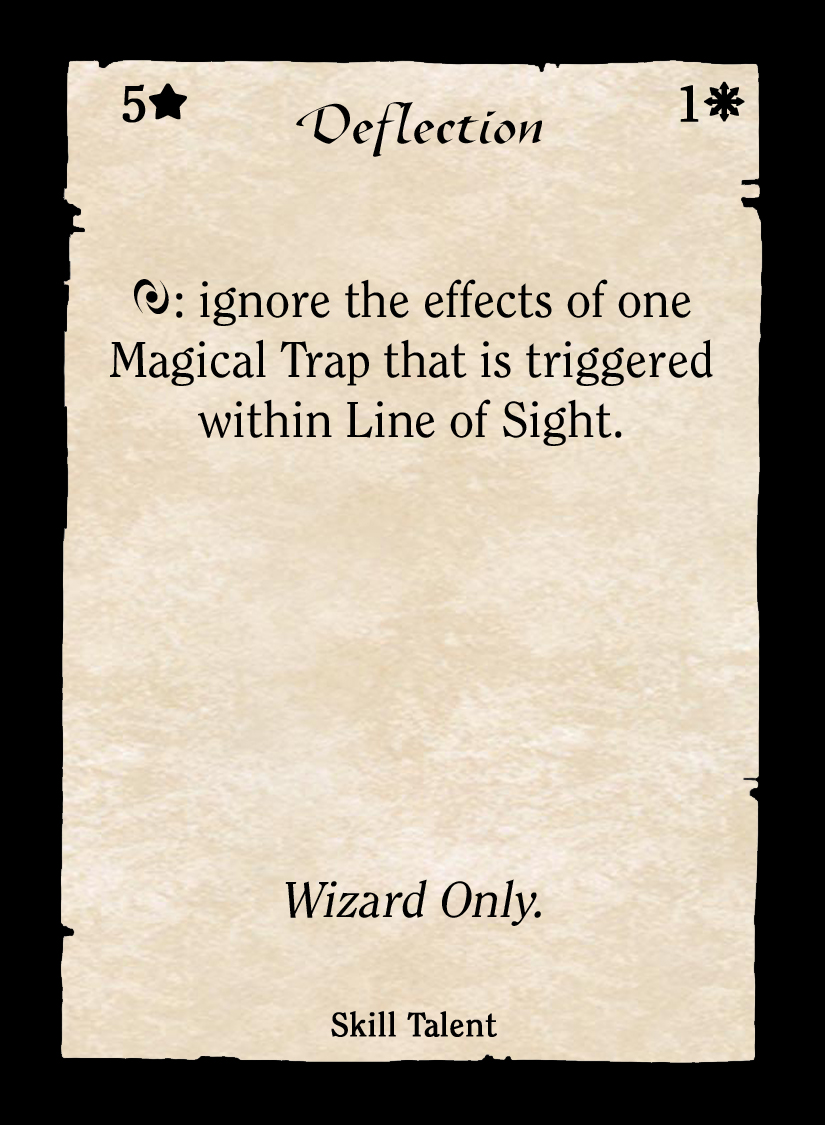 5★ Deflection 1❋
: ignore the effects of one
Magical Trap that is triggered
within Line of Sight.
Wizard Only.
Skill Talent